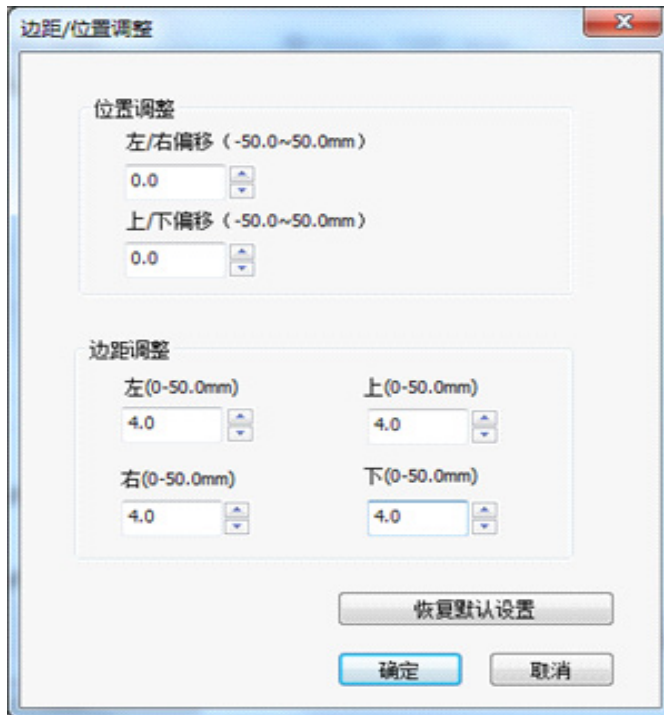 边距/位置调整
位置调整
左/右偏移（-50.0~50.0mm）
0.0
上/下偏移（-50.0~50.0mm）
0.0
边距调整
左(0-50.0mm) 上(0-50.0mm)
4.0 4.0
右(0-50.0mm) 下(0-50.0mm)
4.0 4.0
恢复默认设置
确定 取消